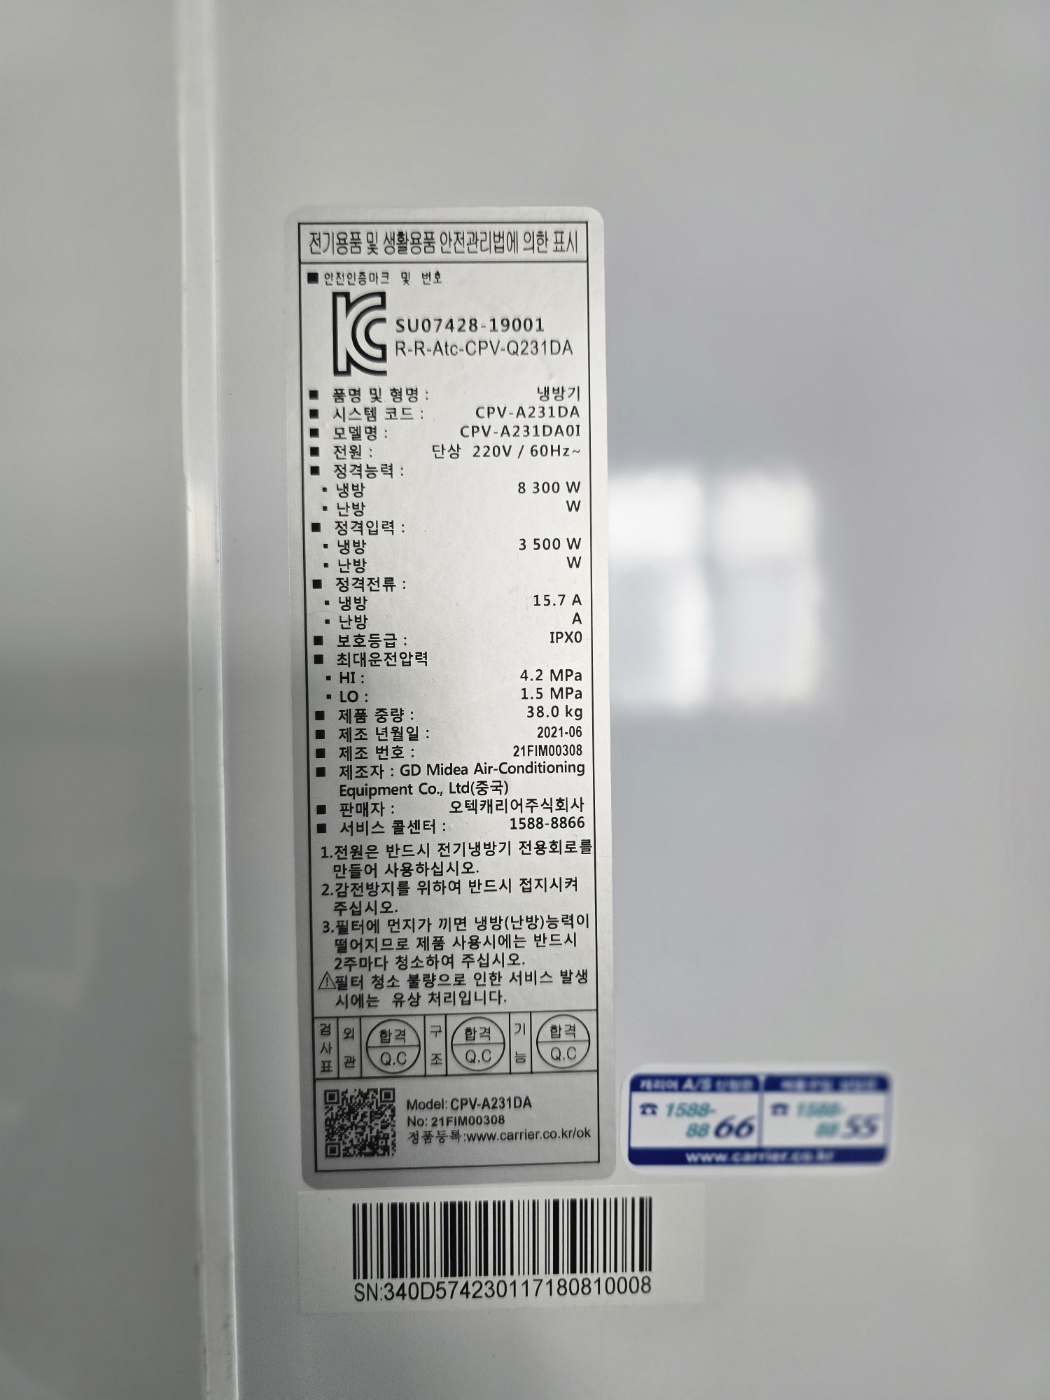 전기용품 및 생활용품 안전관리법에 의한 표시
■ 안전인증마크 및 번호
SU07428-19001
R-R-Atc-CPV-Q231DA
■ 품명 및 형명 : 냉방기
■ 시스템 코드 : CPV-A231DA
■ 모델명 : CPV-A231DA0I
■ 전원 : 단상 220V / 60Hz~
■ 정격능력 :
▪ 냉방 8 300 W
▪ 난방 W
■ 정격입력 :
▪ 냉방 3 500 W
▪ 난방 W
■ 정격전류 :
▪ 냉방 15.7 A
▪ 난방 A
■ 보호등급 : IPX0
■ 최대운전압력
▪ HI : 4.2 MPa
▪ LO : 1.5 MPa
■ 제품 중량 : 38.0 kg
■ 제조 년월일 : 2021-06
■ 제조 번호 : 21FIM00308
■ 제조자 : GD Midea Air-Conditioning
Equipment Co., Ltd(중국)
■ 판매자 : 오텍캐리어주식회사
■ 서비스 콜센터 : 1588-8866
1.전원은 반드시 전기냉방기 전용회로를
만들어 사용하십시오.
2.감전방지를 위하여 반드시 접지시켜
주십시오.
3.필터에 먼지가 끼면 냉방(난방)능력이
떨어지므로 제품 사용시에는 반드시
2주마다 청소하여 주십시오.
⚠필터 청소 불량으로 인한 서비스 발생
시에는 유상 처리입니다.
검사표 외관 합격 Q.C 구조 합격 Q.C 기능 합격 Q.C
Model: CPV-A231DA
No: 21FIM00308
정품등록:www.carrier.co.kr/ok
캐리어 A/S 신청은
☎ 1588-
8866
☎ 1588-
8855
www.carrier.co.kr
SN:340D574230117180810008